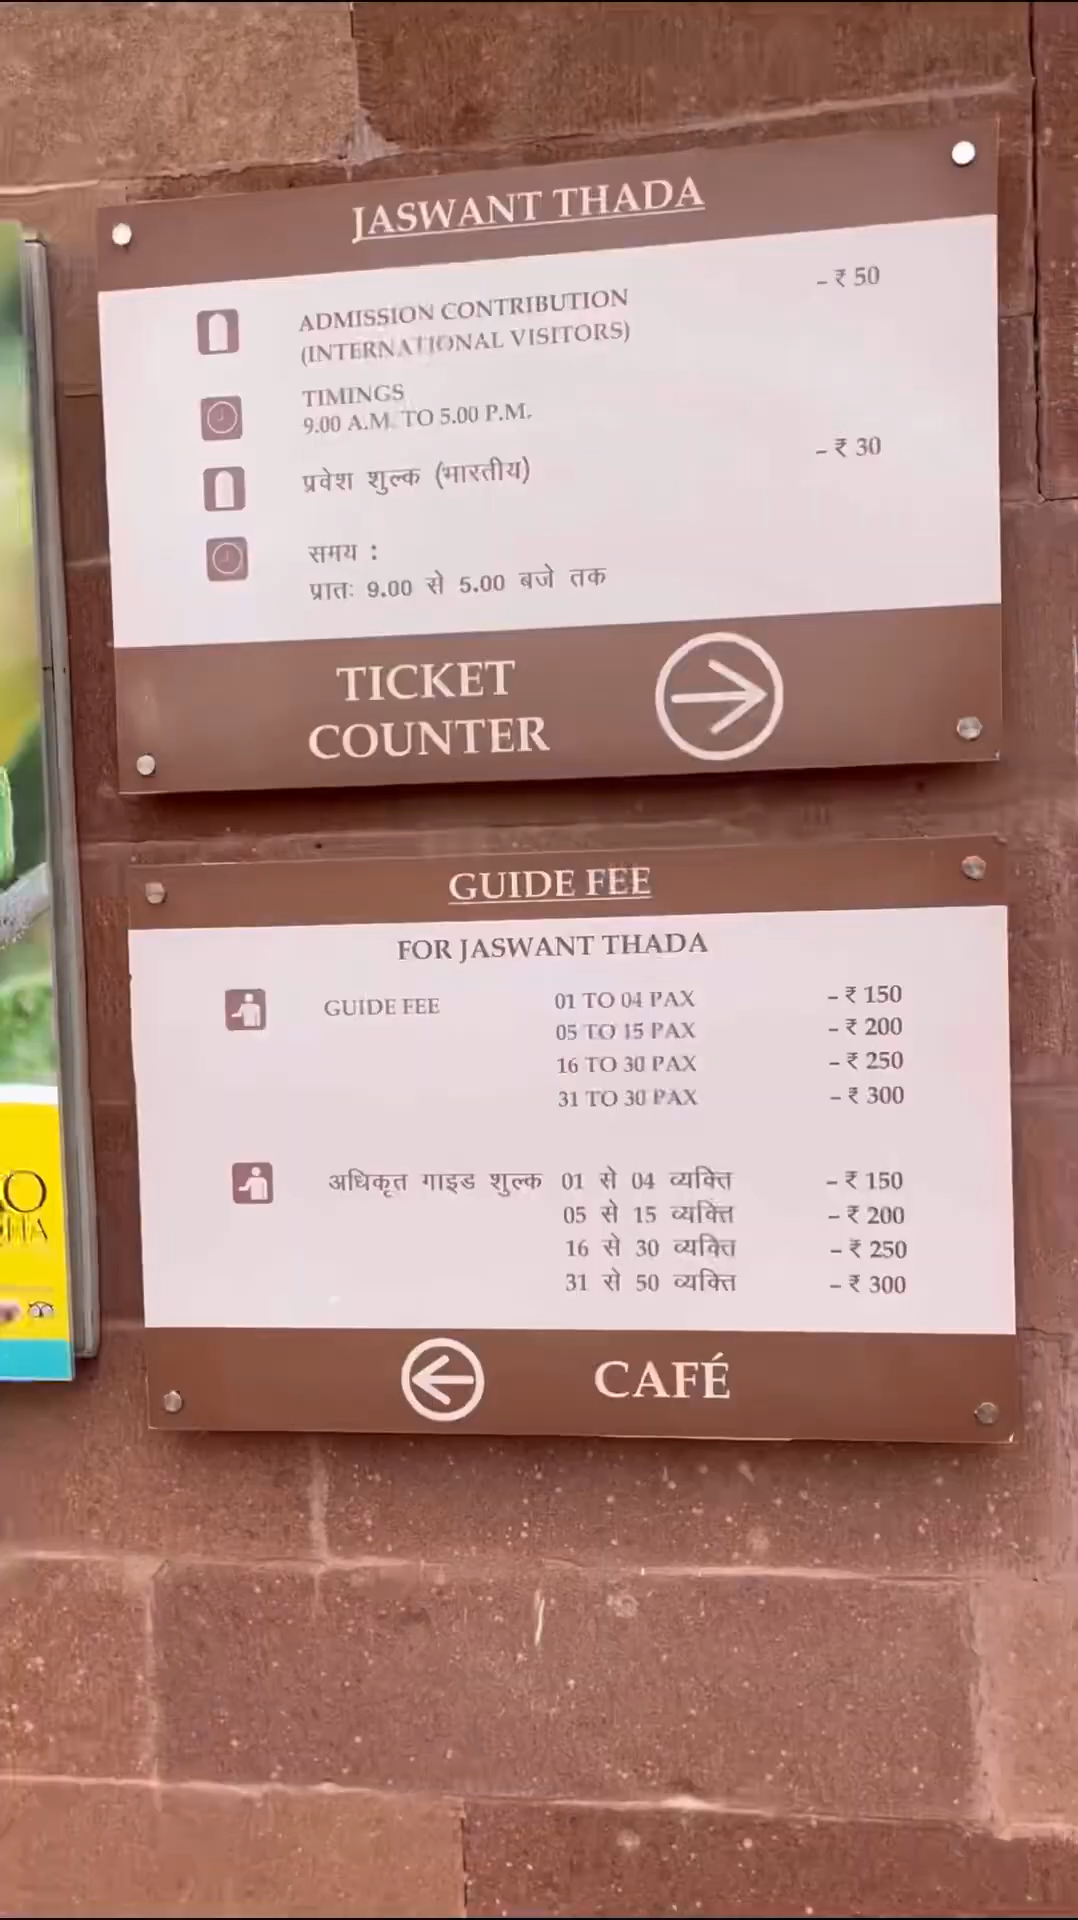 JASWANT THADA
ADMISSION CONTRIBUTION - ₹ 50
(INTERNATIONAL VISITORS)
TIMINGS
9.00 A.M. TO 5.00 P.M.
प्रवेश शुल्क (भारतीय) - ₹ 30
समय :
प्रातः 9.00 से 5.00 बजे तक
TICKET
COUNTER
GUIDE FEE
FOR JASWANT THADA
GUIDE FEE 01 TO 04 PAX - ₹ 150
05 TO 15 PAX - ₹ 200
16 TO 30 PAX - ₹ 250
31 TO 30 PAX - ₹ 300
अधिकृत गाइड शुल्क 01 से 04 व्यक्ति - ₹ 150
05 से 15 व्यक्ति - ₹ 200
16 से 30 व्यक्ति - ₹ 250
31 से 50 व्यक्ति - ₹ 300
CAFÉ